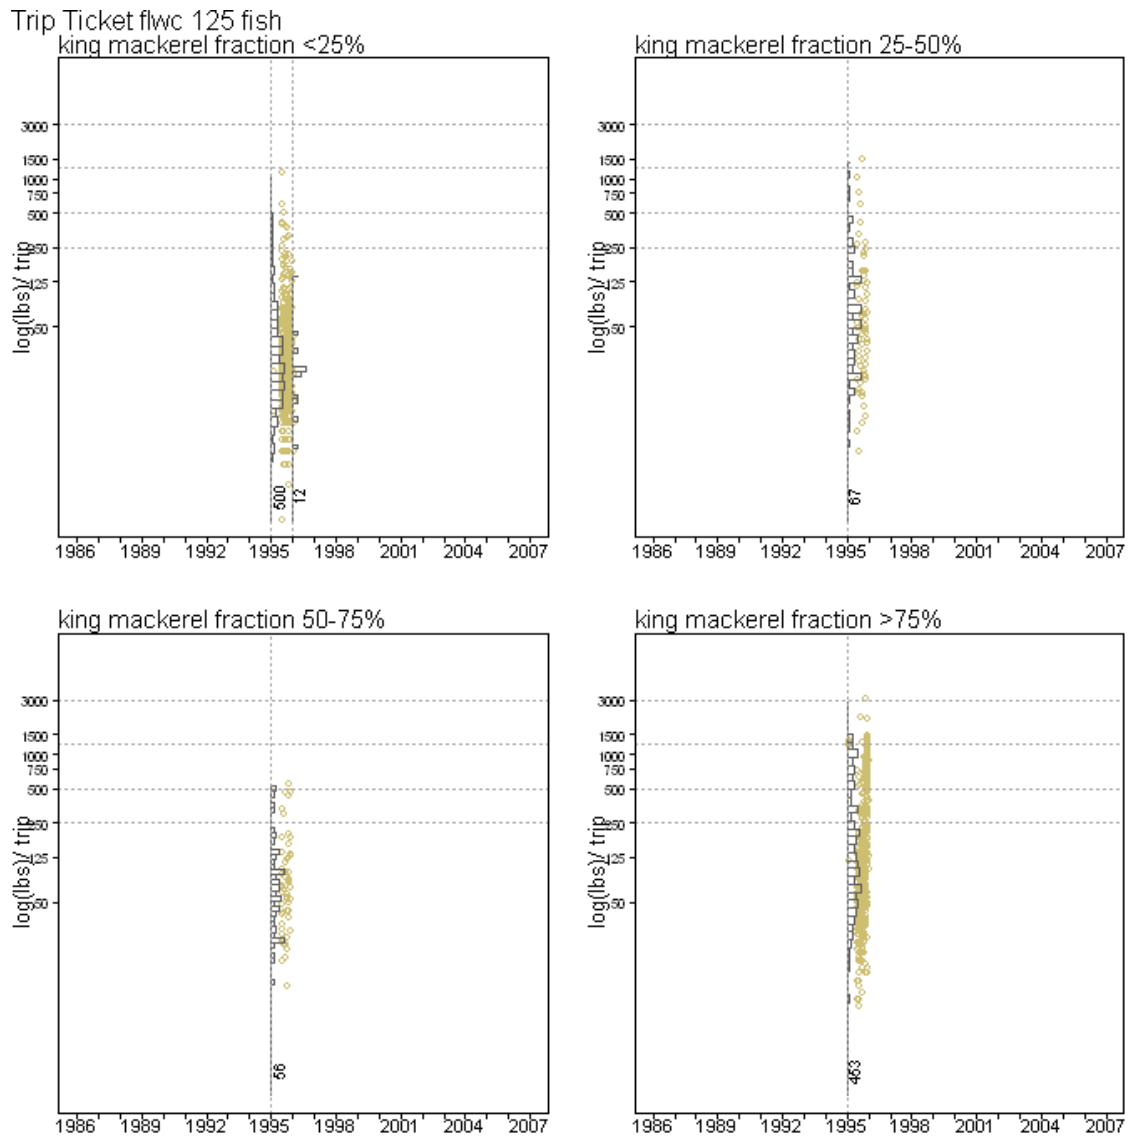 Trip Ticket flwc 125 fish
king mackerel fraction <25%
3000
1500
1000
750
500
250
125
50
log(lbs)/ trip
500
12
1986 1989 1992 1995 1998 2001 2004 2007
king mackerel fraction 25-50%
3000
1500
1000
750
500
250
125
50
log(lbs)/ trip
67
1986 1989 1992 1995 1998 2001 2004 2007
king mackerel fraction 50-75%
3000
1500
1000
750
500
250
125
50
log(lbs)/ trip
56
1986 1989 1992 1995 1998 2001 2004 2007
king mackerel fraction >75%
3000
1500
1000
750
500
250
125
50
log(lbs)/ trip
453
1986 1989 1992 1995 1998 2001 2004 2007